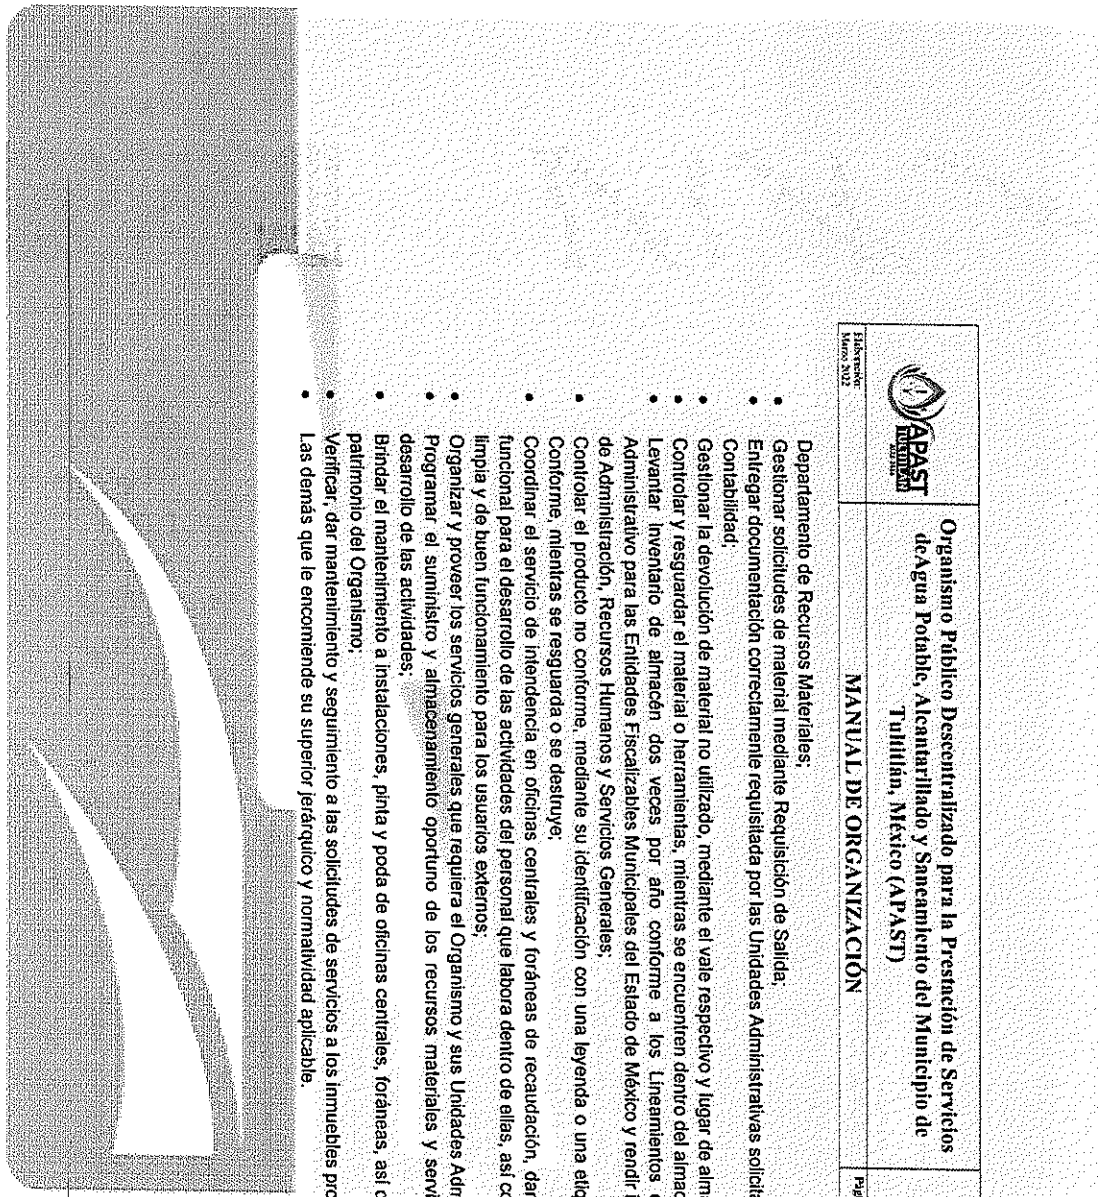 APAST
Organismo Público Descentralizado para la Prestación de Servicios
deAgua Potable, Alcantarillado y Saneamiento del Municipio de
Tultitlán, México (APAST)
Elaboración:
Marzo 2022
MANUAL DE ORGANIZACIÓN
Departamento de Recursos Materiales;
• Gestionar solicitudes de material mediante Requisición de Salida;
• Entregar documentación correctamente requisitada por las Unidades Administrativas
Contabilidad;
• Gestionar la devolución de material no utilizado, mediante el vale respectivo y lugar de
• Controlar y resguardar el material o herramientas, mientras se encuentren dentro del
• Levantar inventario de almacén dos veces por año conforme a los Lineamientos
Administrativo para las Entidades Fiscalizables Municipales del Estado de México y rendir
de Administración, Recursos Humanos y Servicios Generales;
• Controlar el producto no conforme, mediante su identificación con una leyenda o una
Conforme, mientras se resguarda o se destruye;
• Coordinar el servicio de intendencia en oficinas centrales y foráneas de recaudación,
funcional para el desarrollo de las actividades del personal que labora dentro de ellas, así
limpia y de buen funcionamiento para los usuarios externos;
• Organizar y proveer los servicios generales que requiera el Organismo y sus Unidades
• Programar el suministro y almacenamiento oportuno de los recursos materiales y
desarrollo de las actividades;
• Brindar el mantenimiento a instalaciones, pinta y poda de oficinas centrales, foráneas, así
patrimonio del Organismo;
• Verificar, dar mantenimiento y seguimiento a las solicitudes de servicios a los inmuebles
• Las demás que le encomiende su superior jerárquico y normatividad aplicable.